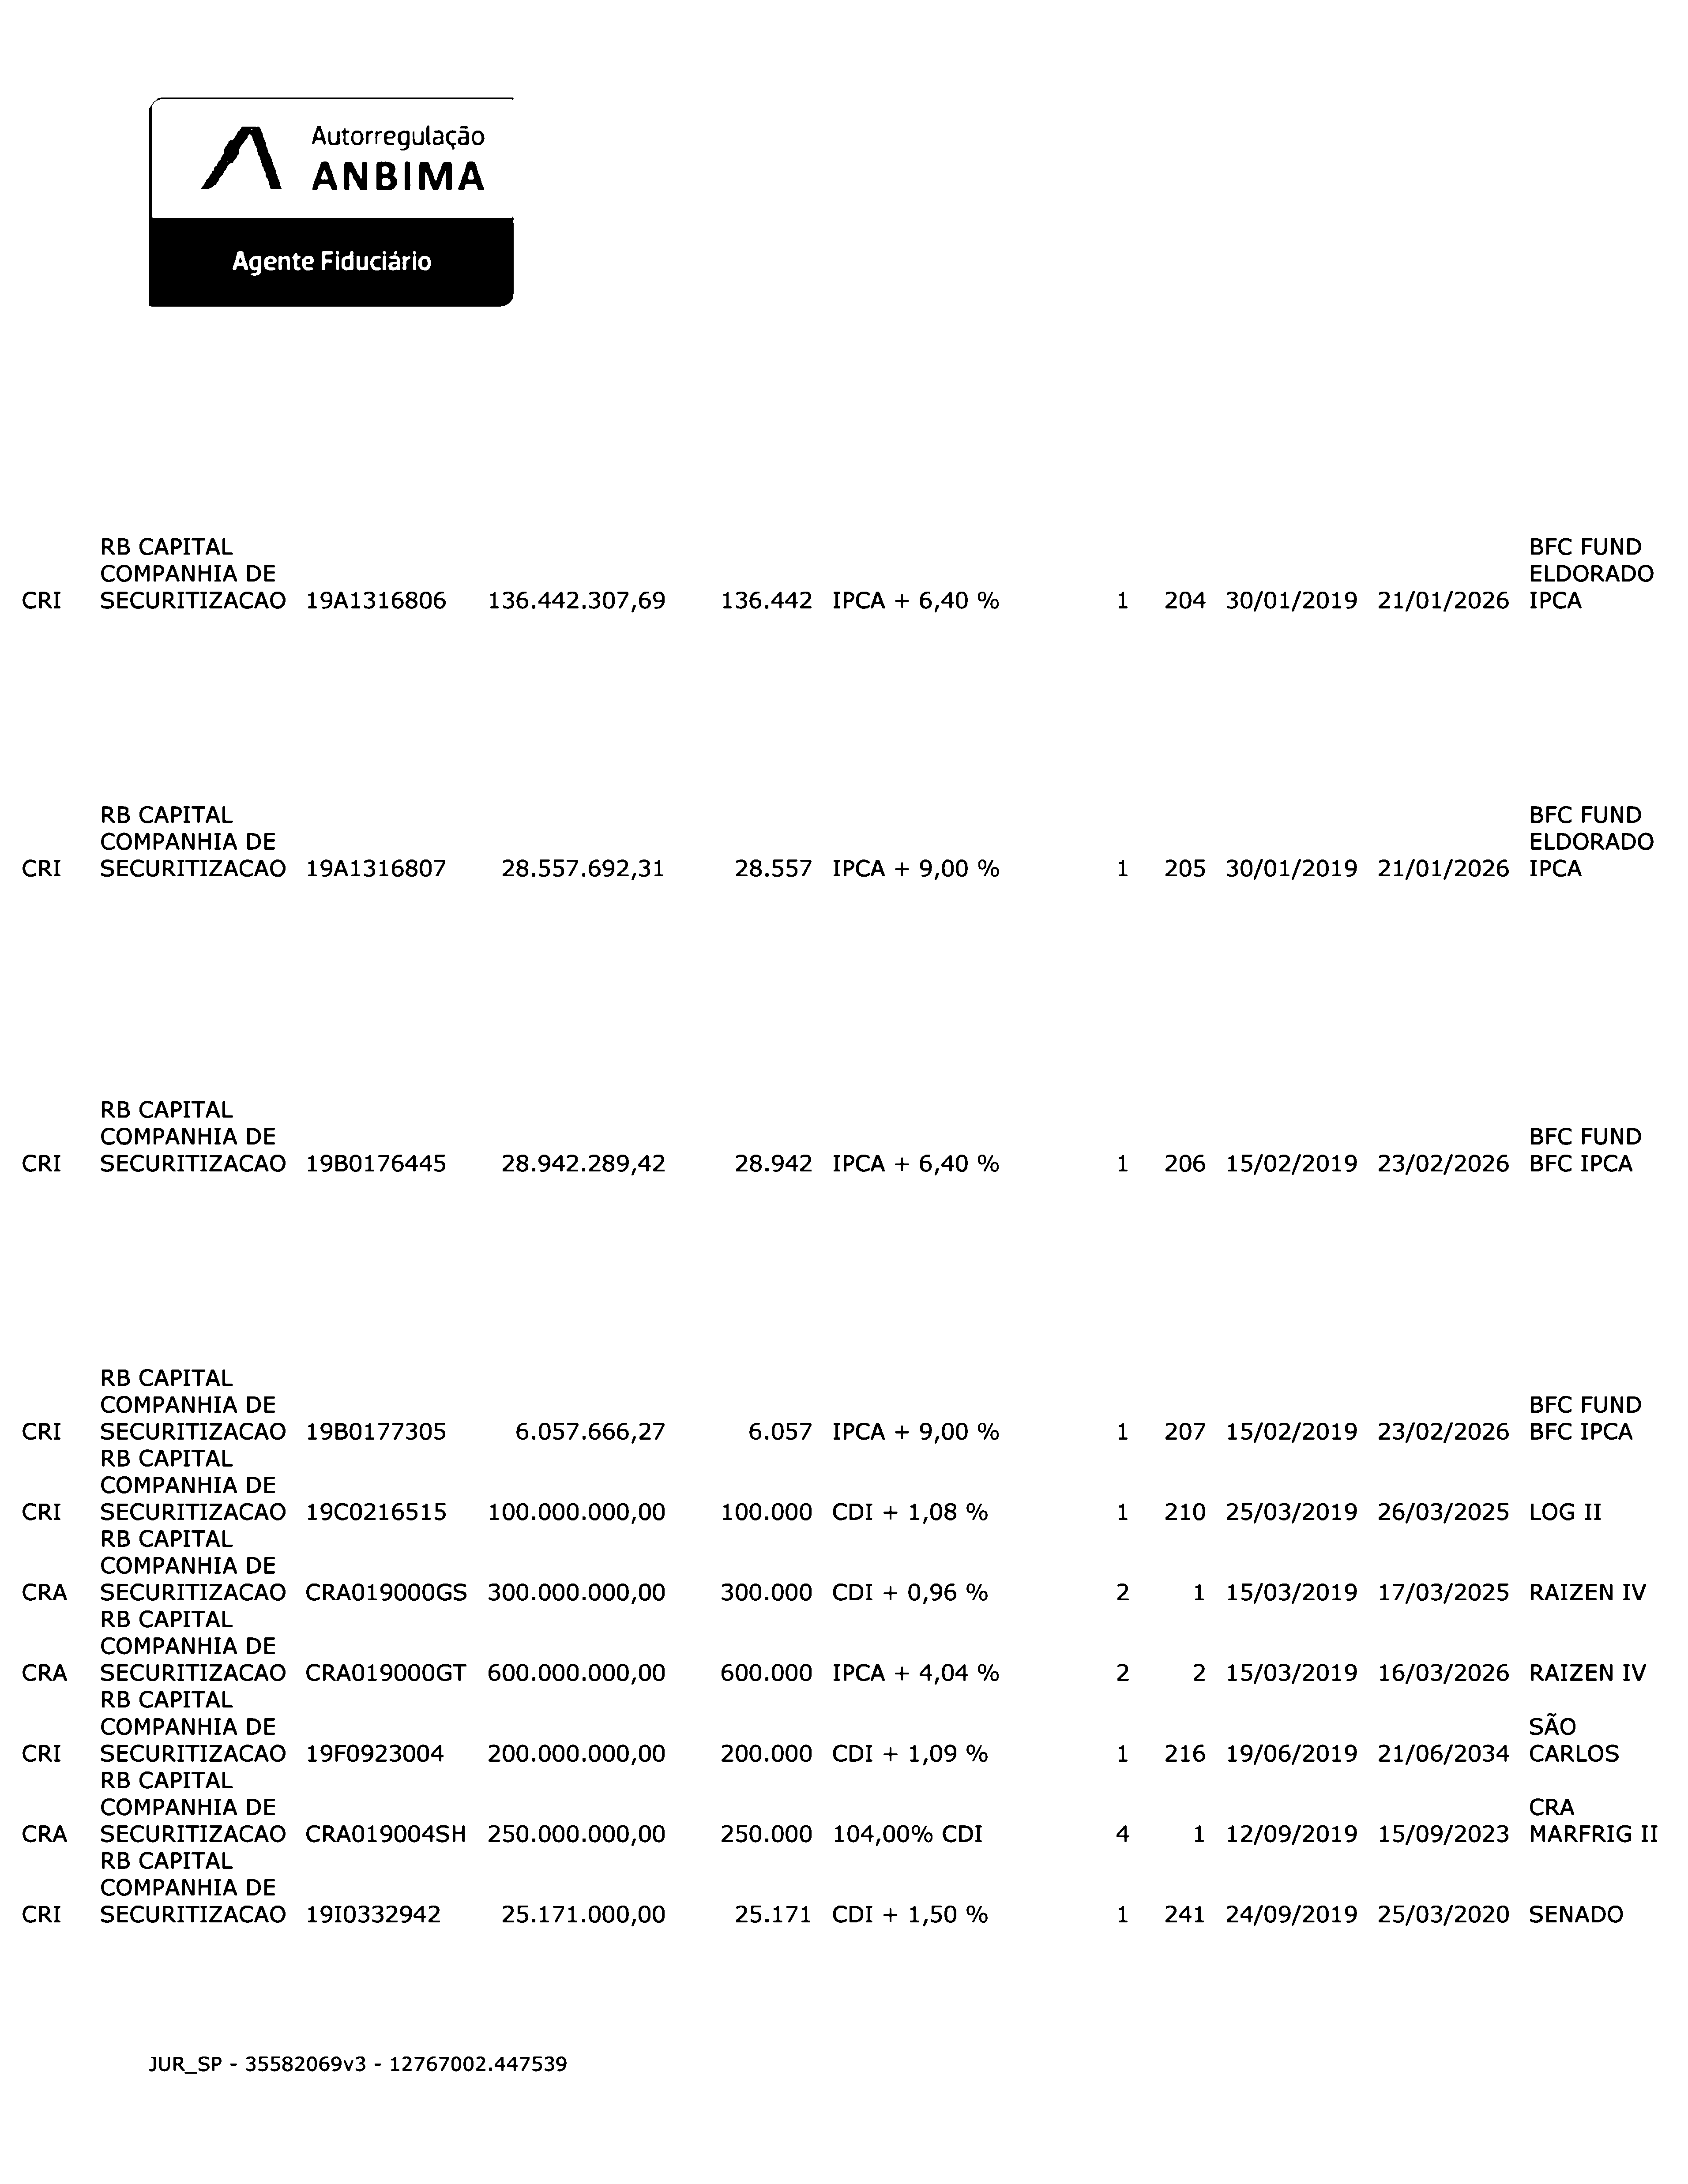 Autorregulação
ANBIMA
Agente Fiduciário
RB CAPITAL BFC FUND
COMPANHIA DE ELDORADO
CRI SECURITIZACAO 19A1316806 136.442.307,69 136.442 IPCA + 6,40 % 1 204 30/01/2019 21/01/2026 IPCA
RB CAPITAL BFC FUND
COMPANHIA DE ELDORADO
CRI SECURITIZACAO 19A1316807 28.557.692,31 28.557 IPCA + 9,00 % 1 205 30/01/2019 21/01/2026 IPCA
RB CAPITAL
COMPANHIA DE BFC FUND
CRI SECURITIZACAO 19B0176445 28.942.289,42 28.942 IPCA + 6,40 % 1 206 15/02/2019 23/02/2026 BFC IPCA
RB CAPITAL
COMPANHIA DE BFC FUND
CRI SECURITIZACAO 19B0177305 6.057.666,27 6.057 IPCA + 9,00 % 1 207 15/02/2019 23/02/2026 BFC IPCA
RB CAPITAL
COMPANHIA DE
CRI SECURITIZACAO 19C0216515 100.000.000,00 100.000 CDI + 1,08 % 1 210 25/03/2019 26/03/2025 LOG II
RB CAPITAL
COMPANHIA DE
CRA SECURITIZACAO CRA019000GS 300.000.000,00 300.000 CDI + 0,96 % 2 1 15/03/2019 17/03/2025 RAIZEN IV
RB CAPITAL
COMPANHIA DE
CRA SECURITIZACAO CRA019000GT 600.000.000,00 600.000 IPCA + 4,04 % 2 2 15/03/2019 16/03/2026 RAIZEN IV
RB CAPITAL
COMPANHIA DE SÃO
CRI SECURITIZACAO 19F0923004 200.000.000,00 200.000 CDI + 1,09 % 1 216 19/06/2019 21/06/2034 CARLOS
RB CAPITAL
COMPANHIA DE CRA
CRA SECURITIZACAO CRA019004SH 250.000.000,00 250.000 104,00% CDI 4 1 12/09/2019 15/09/2023 MARFRIG II
RB CAPITAL
COMPANHIA DE
CRI SECURITIZACAO 19I0332942 25.171.000,00 25.171 CDI + 1,50 % 1 241 24/09/2019 25/03/2020 SENADO
JUR_SP - 35582069v3 - 12767002.447539